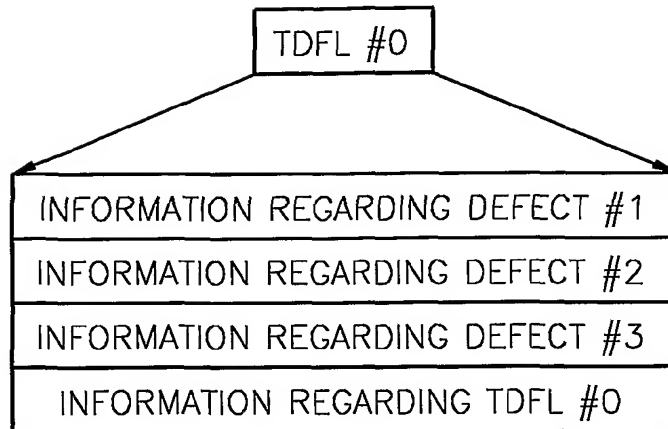 TDFL #0
INFORMATION REGARDING DEFECT #1
INFORMATION REGARDING DEFECT #2
INFORMATION REGARDING DEFECT #3
INFORMATION REGARDING TDFL #0